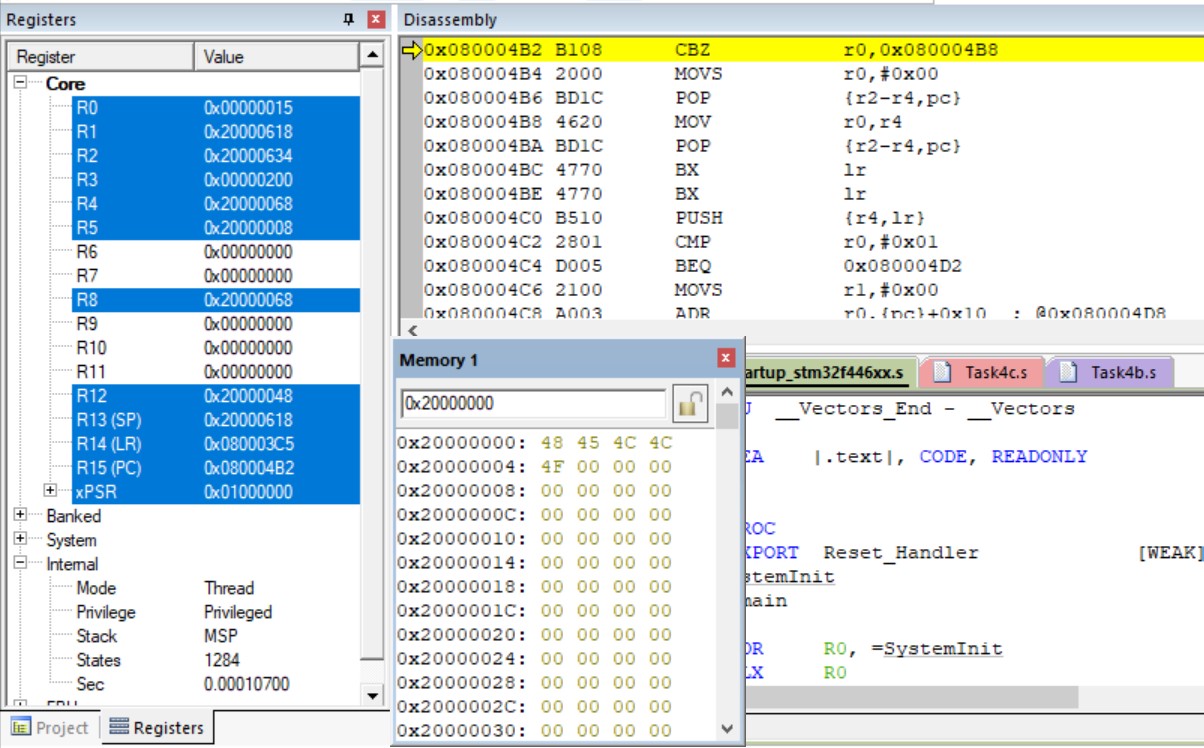 Registers
Register Value
Core
R0 0x00000015
R1 0x20000618
R2 0x20000634
R3 0x00000200
R4 0x20000068
R5 0x20000008
R6 0x00000000
R7 0x00000000
R8 0x20000068
R9 0x00000000
R10 0x00000000
R11 0x00000000
R12 0x20000048
R13 (SP) 0x20000618
R14 (LR) 0x080003C5
R15 (PC) 0x080004B2
xPSR 0x01000000
Banked
System
Internal
Mode Thread
Privilege Privileged
Stack MSP
States 1284
Sec 0.00010700
Project Registers
Disassembly
0x080004B2 B108 CBZ r0,0x080004B8
0x080004B4 2000 MOVS r0,#0x00
0x080004B6 BD1C POP {r2-r4,pc}
0x080004B8 4620 MOV r0,r4
0x080004BA BD1C POP {r2-r4,pc}
0x080004BC 4770 BX lr
0x080004BE 4770 BX lr
0x080004C0 B510 PUSH {r4,lr}
0x080004C2 2801 CMP r0,#0x01
0x080004C4 D005 BEQ 0x080004D2
0x080004C6 2100 MOVS r1,#0x00
0x080004C8 A003 ADR r0,{pc}+0x10 ; @0x080004D8
Memory 1
0x20000000
0x20000000: 48 45 4C 4C
0x20000004: 4F 00 00 00
0x20000008: 00 00 00 00
0x2000000C: 00 00 00 00
0x20000010: 00 00 00 00
0x20000014: 00 00 00 00
0x20000018: 00 00 00 00
0x2000001C: 00 00 00 00
0x20000020: 00 00 00 00
0x20000024: 00 00 00 00
0x20000028: 00 00 00 00
0x2000002C: 00 00 00 00
0x20000030: 00 00 00 00
artup_stm32f446xx.s Task4c.s Task4b.s
__Vectors_End - __Vectors
EA |.text|, CODE, READONLY
ROC
XPORT Reset_Handler [WEAK]
stemInit
main
DR R0, =SystemInit
LX R0